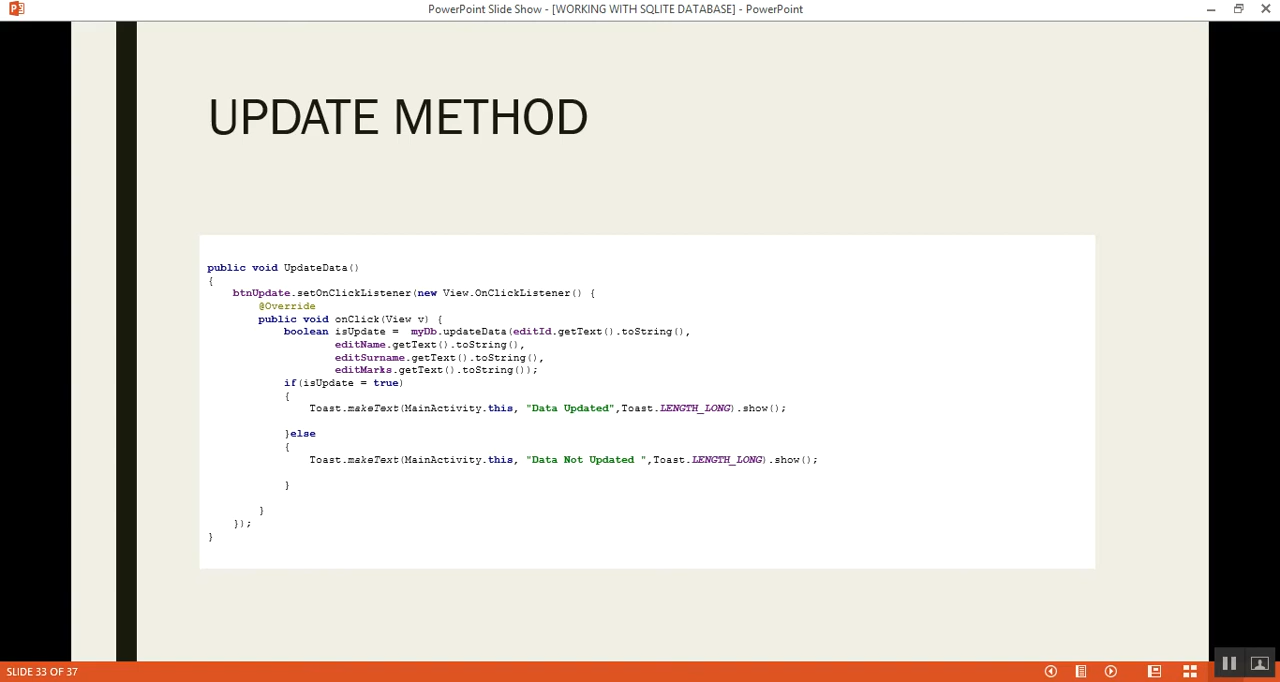 PowerPoint Slide Show - [WORKING WITH SQLITE DATABASE] - PowerPoint
UPDATE METHOD
public void UpdateData()
{
btnUpdate.setOnClickListener(new View.OnClickListener() {
@Override
public void onClick(View v) {
boolean isUpdate =  myDb.updateData(editId.getText().toString(),
editName.getText().toString(),
editSurname.getText().toString(),
editMarks.getText().toString());
if(isUpdate = true)
{
Toast.makeText(MainActivity.this, "Data Updated",Toast.LENGTH_LONG).show();
}else
{
Toast.makeText(MainActivity.this, "Data Not Updated ",Toast.LENGTH_LONG).show();
}
}
});
}
SLIDE 33 OF 37